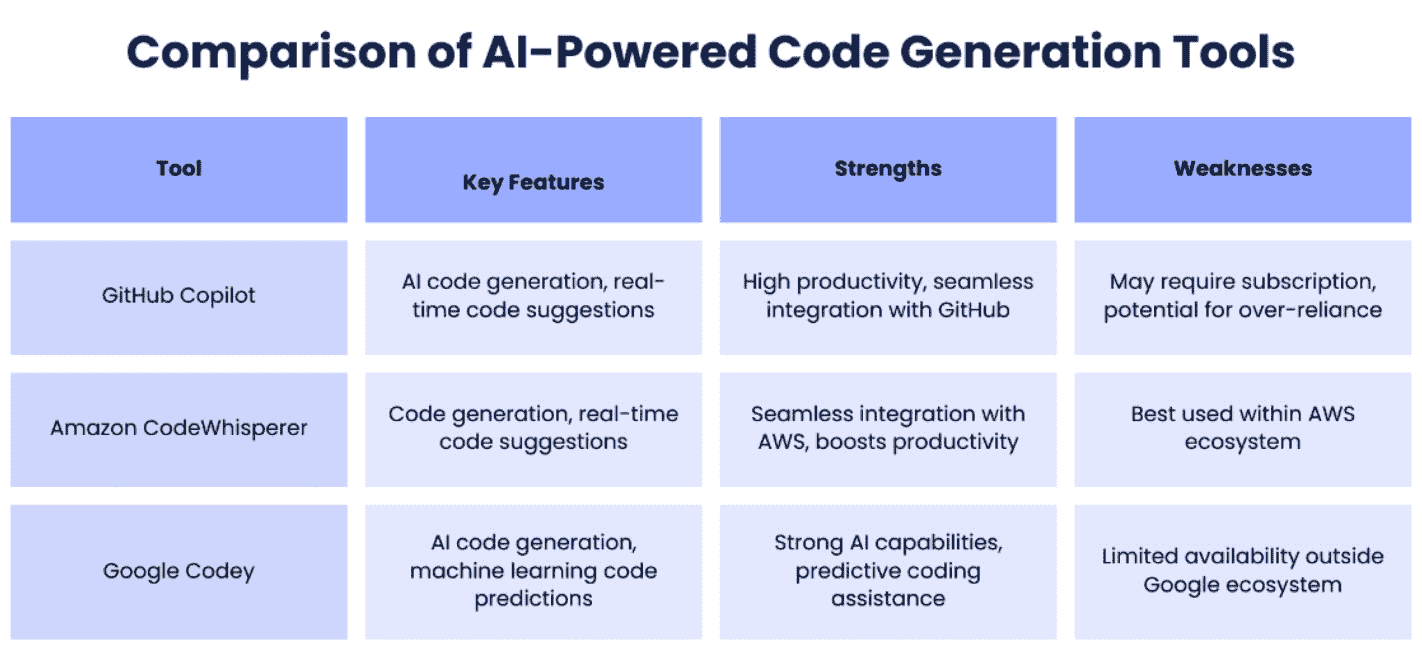 Comparison of AI-Powered Code Generation Tools
Tool
Key Features
Strengths
Weaknesses
GitHub Copilot
AI code generation, real-
time code suggestions
High productivity, seamless
integration with GitHub
May require subscription,
potential for over-reliance
Amazon CodeWhisperer
Code generation, real-time
code suggestions
Seamless integration with
AWS, boosts productivity
Best used within AWS
ecosystem
Google Codey
AI code generation,
machine learning code
predictions
Strong AI capabilities,
predictive coding
assistance
Limited availability outside
Google ecosystem